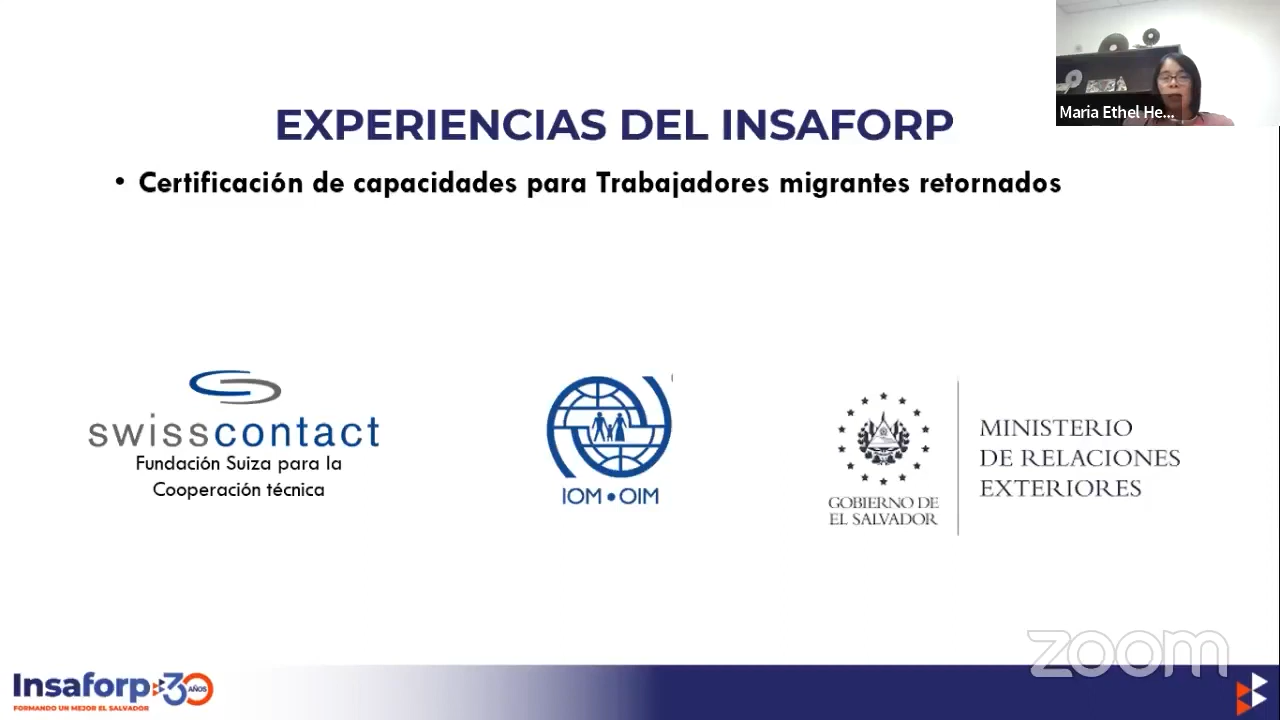 Maria Ethel He...
EXPERIENCIAS DEL INSAFORP
• Certificación de capacidades para Trabajadores migrantes retornados
swisscontact
Fundación Suiza para la
Cooperación técnica
IOM • OIM
GOBIERNO DE
EL SALVADOR
MINISTERIO
DE RELACIONES
EXTERIORES
zoom
Insaforp 30
AÑOS
FORMANDO UN MEJOR EL SALVADOR